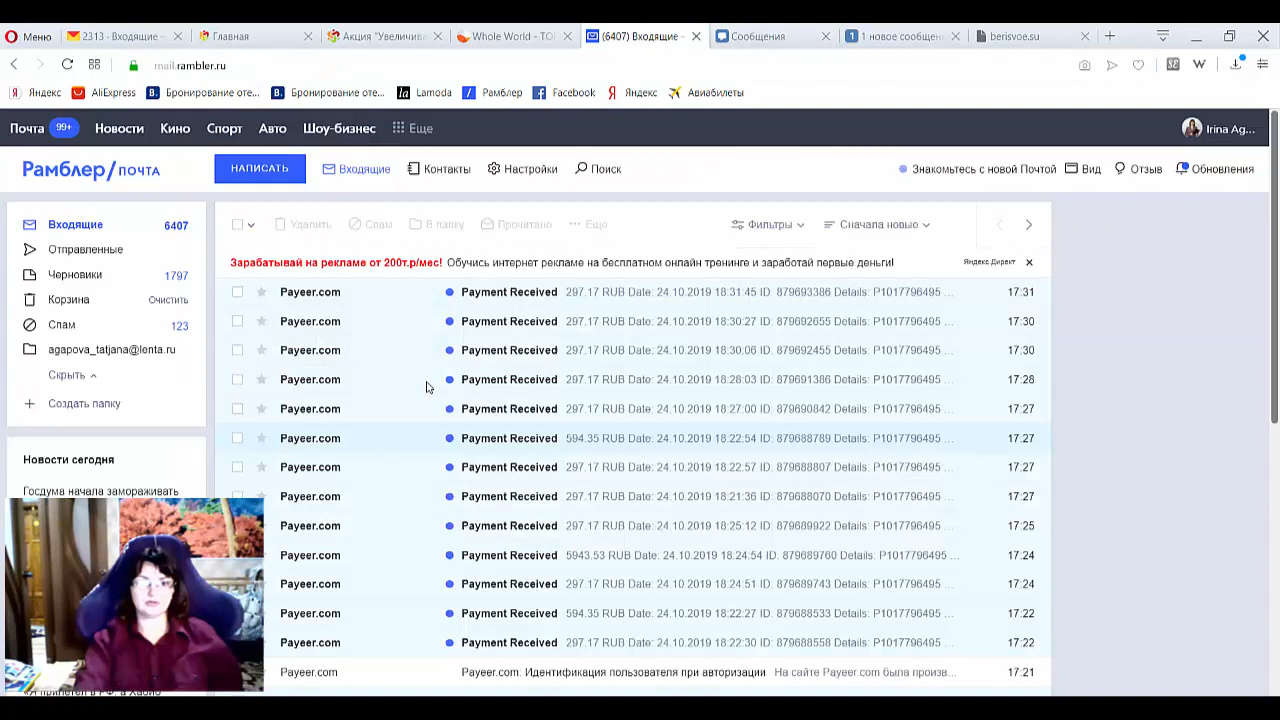 Меню
2313 - Входящие -
Главная
Акция "Увеличива
Whole World - ТО
(6407) Входящие -
Сообщения
1 новое сообщен
berisvoe.su
mail.rambler.ru
Яндекс
AliExpress
Бронирование оте...
Бронирование оте...
Lamoda
Рамблер
Facebook
Яндекс
Авиабилеты
Почта 99+ Новости Кино Спорт Авто Шоу-бизнес Еще
Irina Ag...
Рамблер/ПОЧТА
НАПИСАТЬ
Входящие
Контакты
Настройки
Поиск
Знакомьтесь с новой Почтой
Вид
Отзыв
Обновления
Входящие 6407
Отправленные
Черновики 1797
Корзина Очистить
Спам 123
agapova_tatjana@lenta.ru
Скрыть
Создать папку
Новости сегодня
Госдума начала замораживать
Удалить Спам В папку Прочитано Еще
Фильтры
Сначала новые
Зарабатывай на рекламе от 200т.р/мес! Обучись интернет рекламе на бесплатном онлайн тренинге и заработай первые деньги! Яндекс.Директ
Payeer.com Payment Received 297.17 RUB Date: 24.10.2019 18:31:45 ID: 879693386 Details: P1017796495 ... 17:31
Payeer.com Payment Received 297.17 RUB Date: 24.10.2019 18:30:27 ID: 879692655 Details: P1017796495 ... 17:30
Payeer.com Payment Received 297.17 RUB Date: 24.10.2019 18:30:06 ID: 879692455 Details: P1017796495 ... 17:30
Payeer.com Payment Received 297.17 RUB Date: 24.10.2019 18:28:03 ID: 879691386 Details: P1017796495 ... 17:28
Payeer.com Payment Received 297.17 RUB Date: 24.10.2019 18:27:00 ID: 879690842 Details: P1017796495 ... 17:27
Payeer.com Payment Received 594.35 RUB Date: 24.10.2019 18:22:54 ID: 879688789 Details: P1017796495 ... 17:27
Payeer.com Payment Received 297.17 RUB Date: 24.10.2019 18:22:57 ID: 879688807 Details: P1017796495 ... 17:27
Payeer.com Payment Received 297.17 RUB Date: 24.10.2019 18:21:36 ID: 879688070 Details: P1017796495 ... 17:27
Payeer.com Payment Received 297.17 RUB Date: 24.10.2019 18:25:12 ID: 879689922 Details: P1017796495 ... 17:25
Payeer.com Payment Received 5943.53 RUB Date: 24.10.2019 18:24:54 ID: 879689760 Details: P1017796495 ... 17:24
Payeer.com Payment Received 297.17 RUB Date: 24.10.2019 18:24:51 ID: 879689743 Details: P1017796495 ... 17:24
Payeer.com Payment Received 594.35 RUB Date: 24.10.2019 18:22:27 ID: 879688533 Details: P1017796495 ... 17:22
Payeer.com Payment Received 297.17 RUB Date: 24.10.2019 18:22:30 ID: 879688558 Details: P1017796495 ... 17:22
Payeer.com Payeer.com: Идентификация пользователя при авторизации На сайте Payeer.com была произв... 17:21